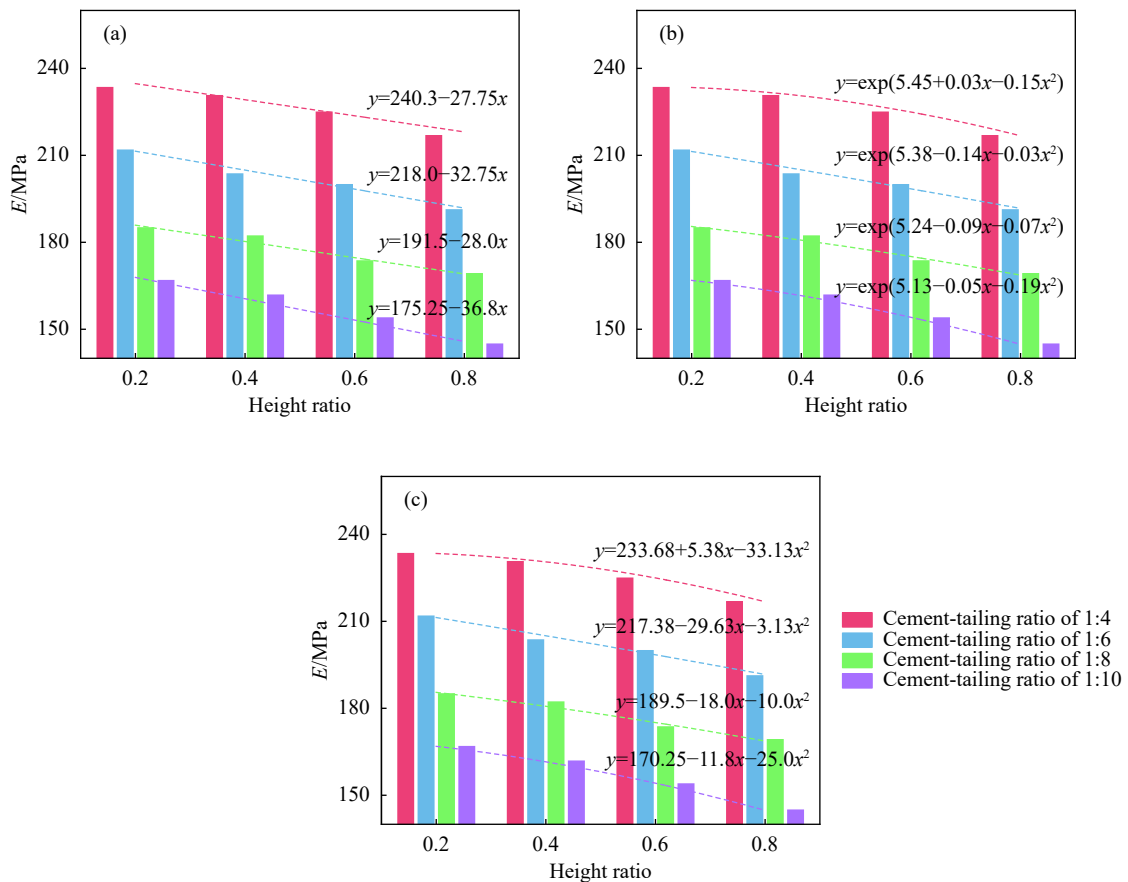 (a)
240
210
180
150
E/MPa
y=240.3−27.75x
y=218.0−32.75x
y=191.5−28.0x
y=175.25−36.8x
0.2 0.4 0.6 0.8
Height ratio
(b)
240
210
180
150
E/MPa
y=exp(5.45+0.03x−0.15x²)
y=exp(5.38−0.14x−0.03x²)
y=exp(5.24−0.09x−0.07x²)
y=exp(5.13−0.05x−0.19x²)
0.2 0.4 0.6 0.8
Height ratio
(c)
240
210
180
150
E/MPa
y=233.68+5.38x−33.13x²
y=217.38−29.63x−3.13x²
y=189.5−18.0x−10.0x²
y=170.25−11.8x−25.0x²
0.2 0.4 0.6 0.8
Height ratio
Cement-tailing ratio of 1:4
Cement-tailing ratio of 1:6
Cement-tailing ratio of 1:8
Cement-tailing ratio of 1:10